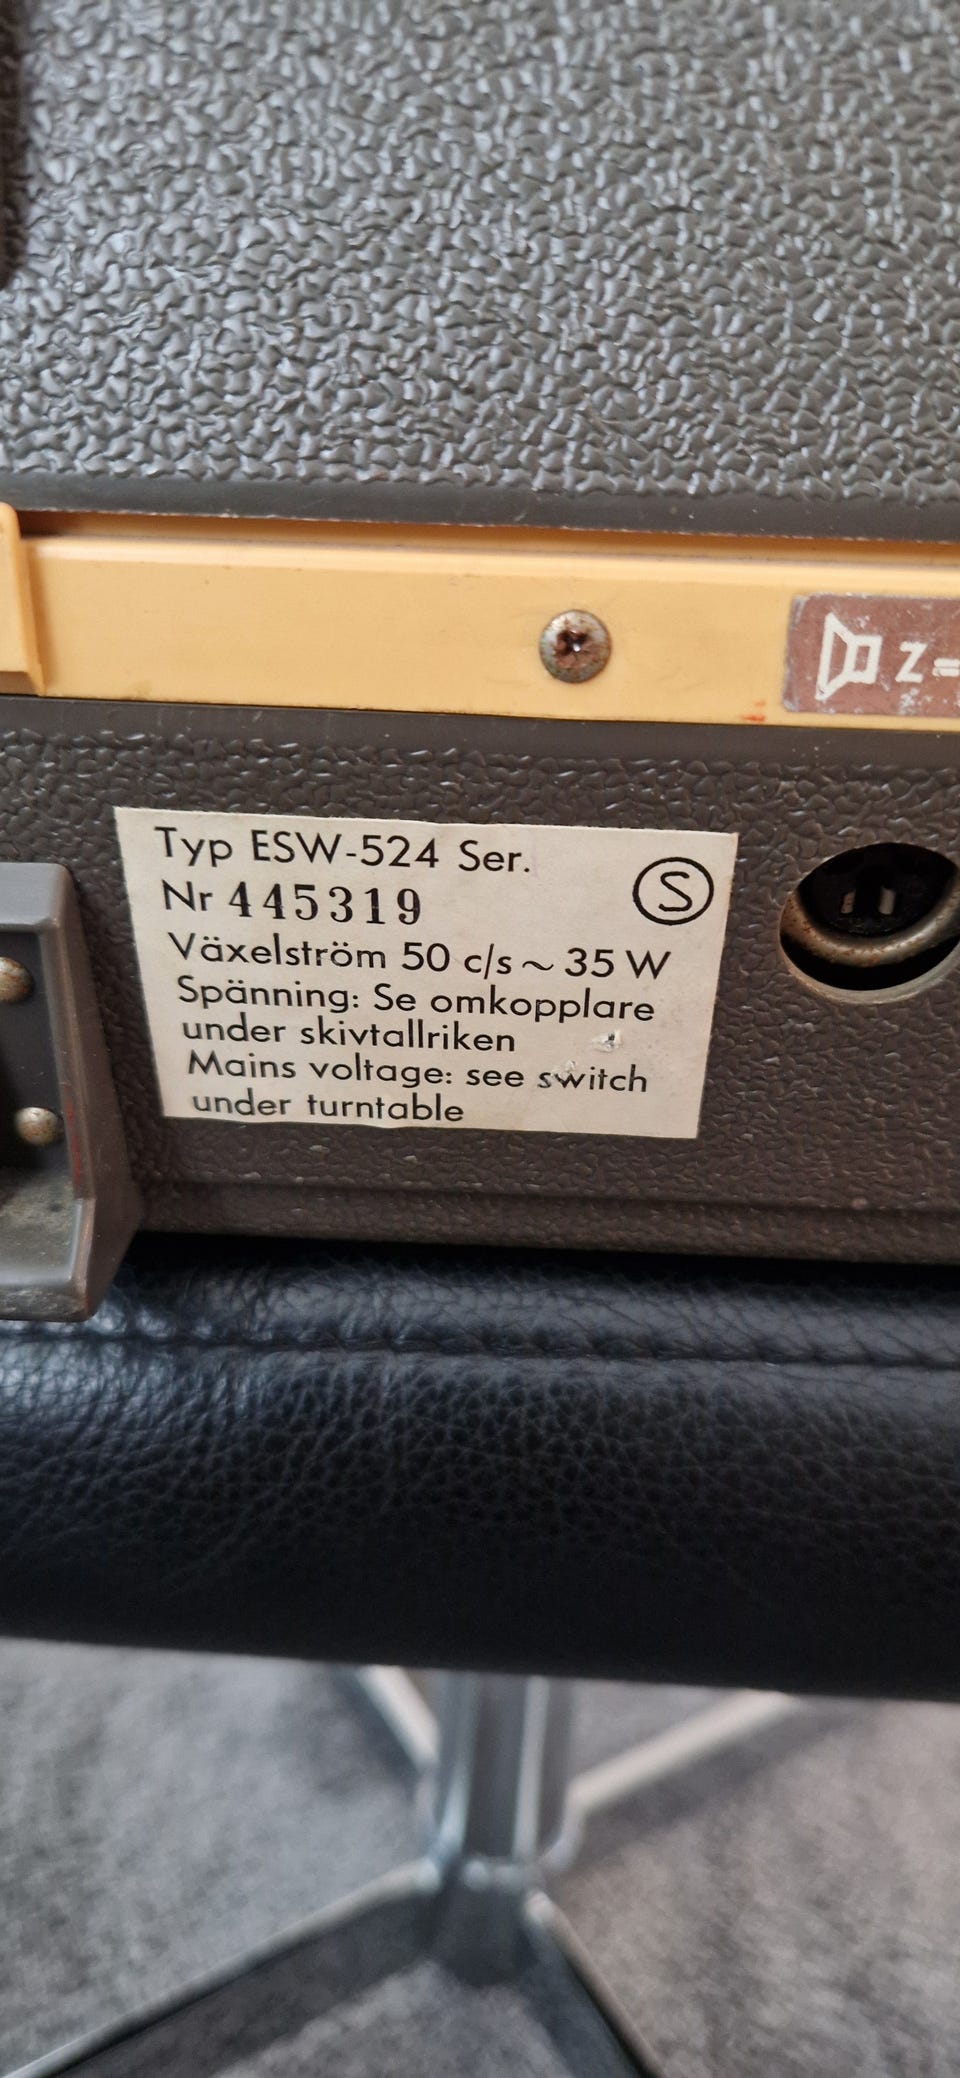 Z=
Typ ESW-524 Ser.
Nr 445319
S
Växelström 50 c/s ~ 35 W
Spänning: Se omkopplare
under skivtallriken
Mains voltage: see switch
under turntable